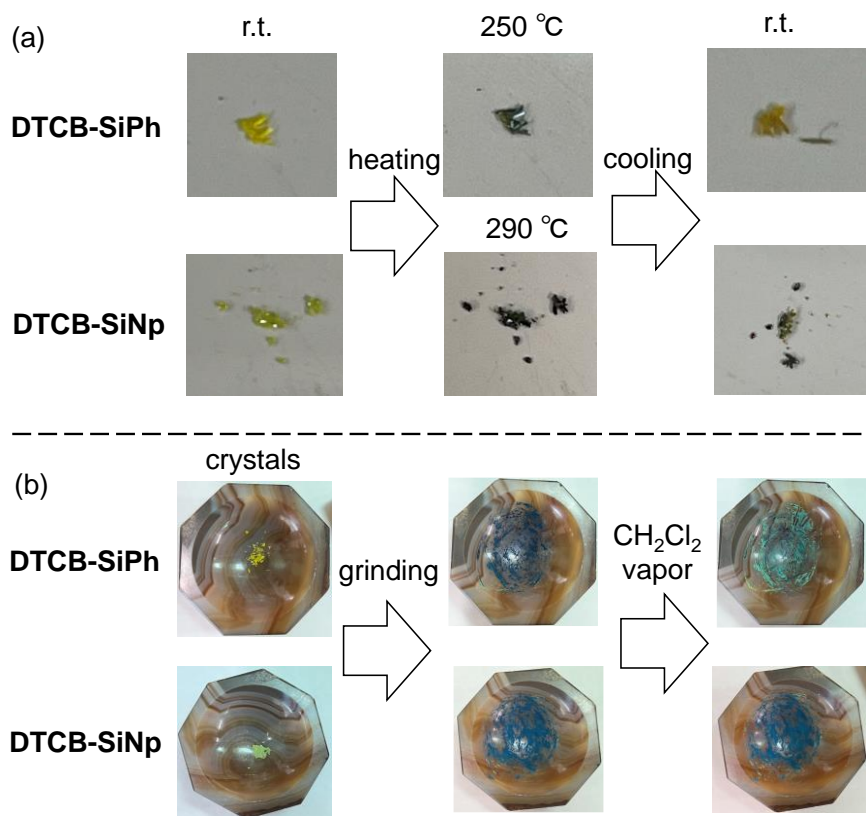 (a)
r.t.
250 ℃
r.t.
DTCB-SiPh
heating
cooling
290 ℃
DTCB-SiNp
(b)
crystals
DTCB-SiPh
grinding
CH₂Cl₂
vapor
DTCB-SiNp